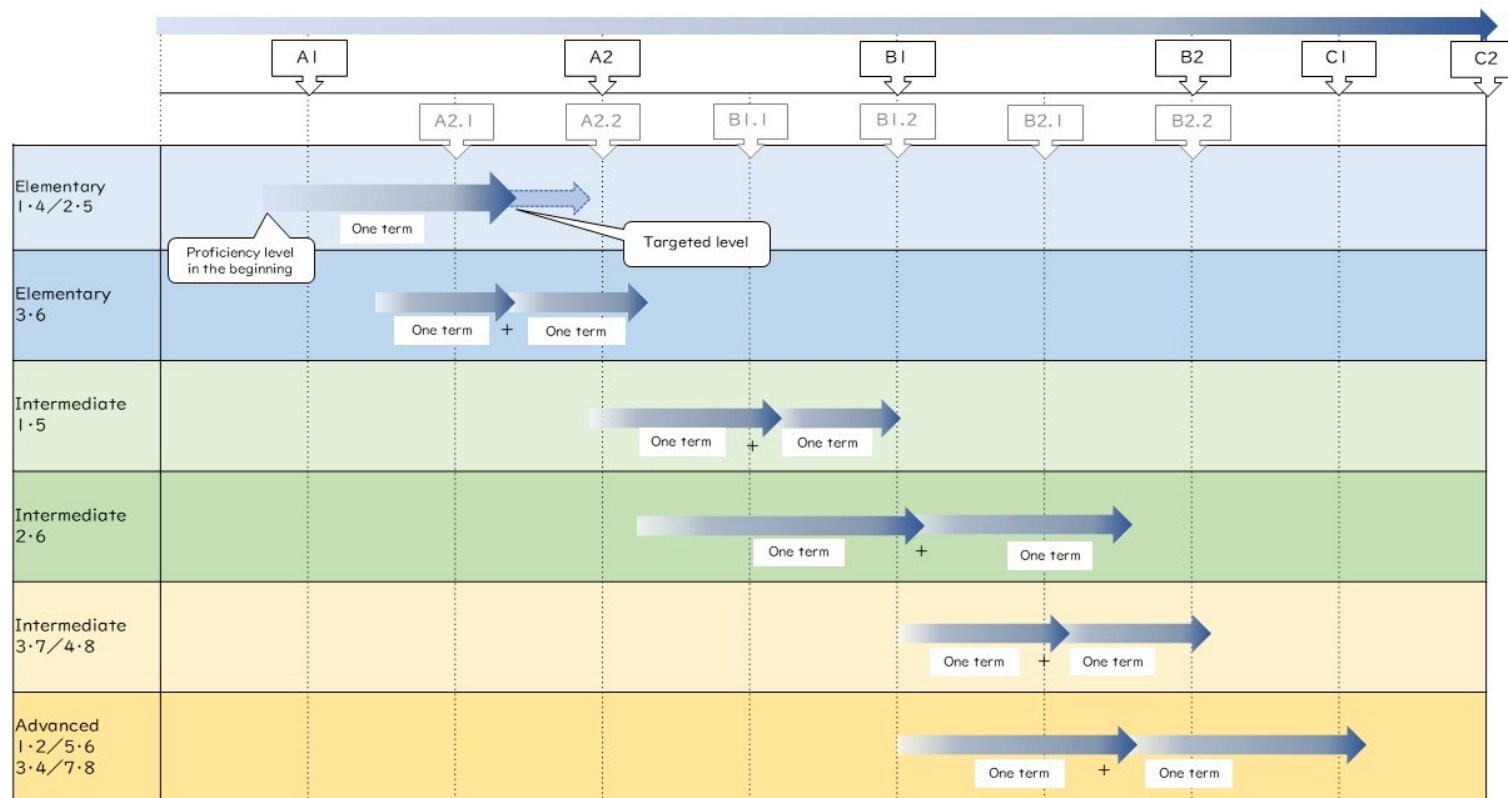 A1
A2
B1
B2
C1
C2
A2.1
A2.2
B1.1
B1.2
B2.1
B2.2
Elementary
1・4／2・5
One term
Proficiency level
in the beginning
Targeted level
Elementary
3・6
One term + One term
Intermediate
1・5
One term + One term
Intermediate
2・6
One term + One term
Intermediate
3・7／4・8
One term + One term
Advanced
1・2／5・6
3・4／7・8
One term + One term